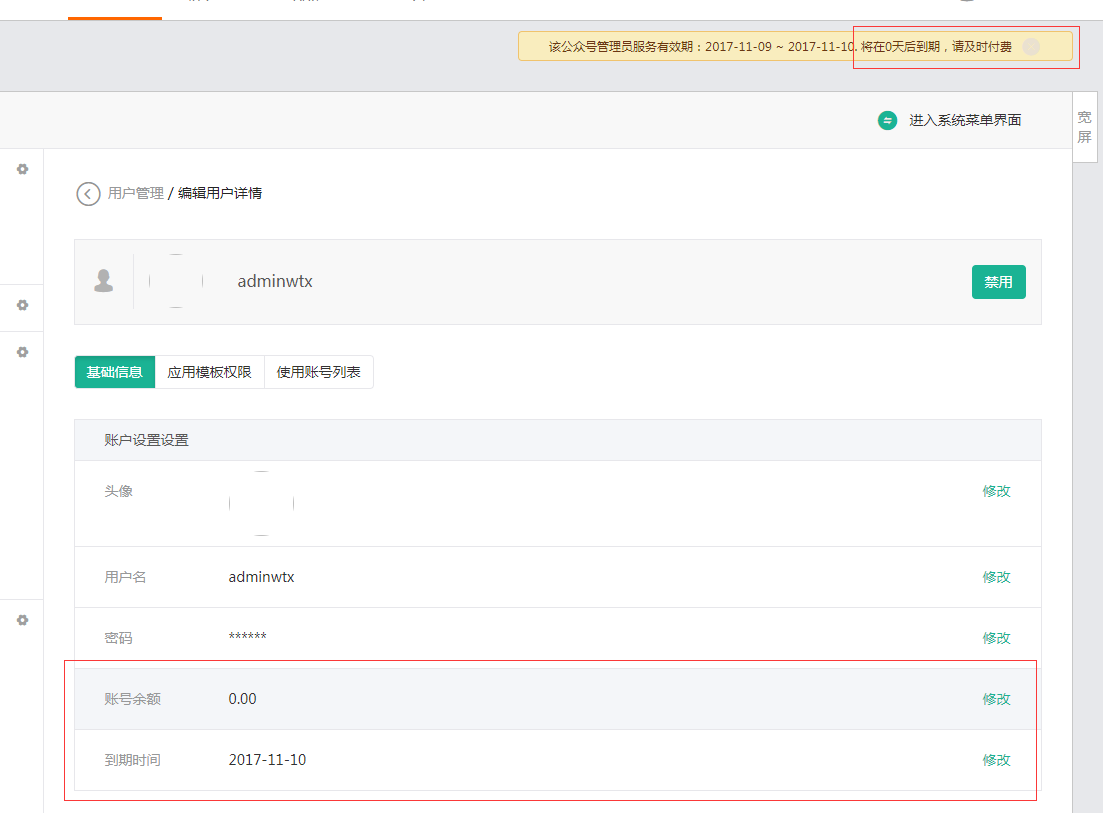 该公众号管理员服务有效期：2017-11-09 ~ 2017-11-10. 将在0天后到期，请及时付费
进入系统菜单界面
宽
屏
用户管理 / 编辑用户详情
adminwtx
禁用
基础信息 应用模板权限 使用账号列表
账户设置设置
头像 修改
用户名 adminwtx 修改
密码 ****** 修改
账号余额 0.00 修改
到期时间 2017-11-10 修改